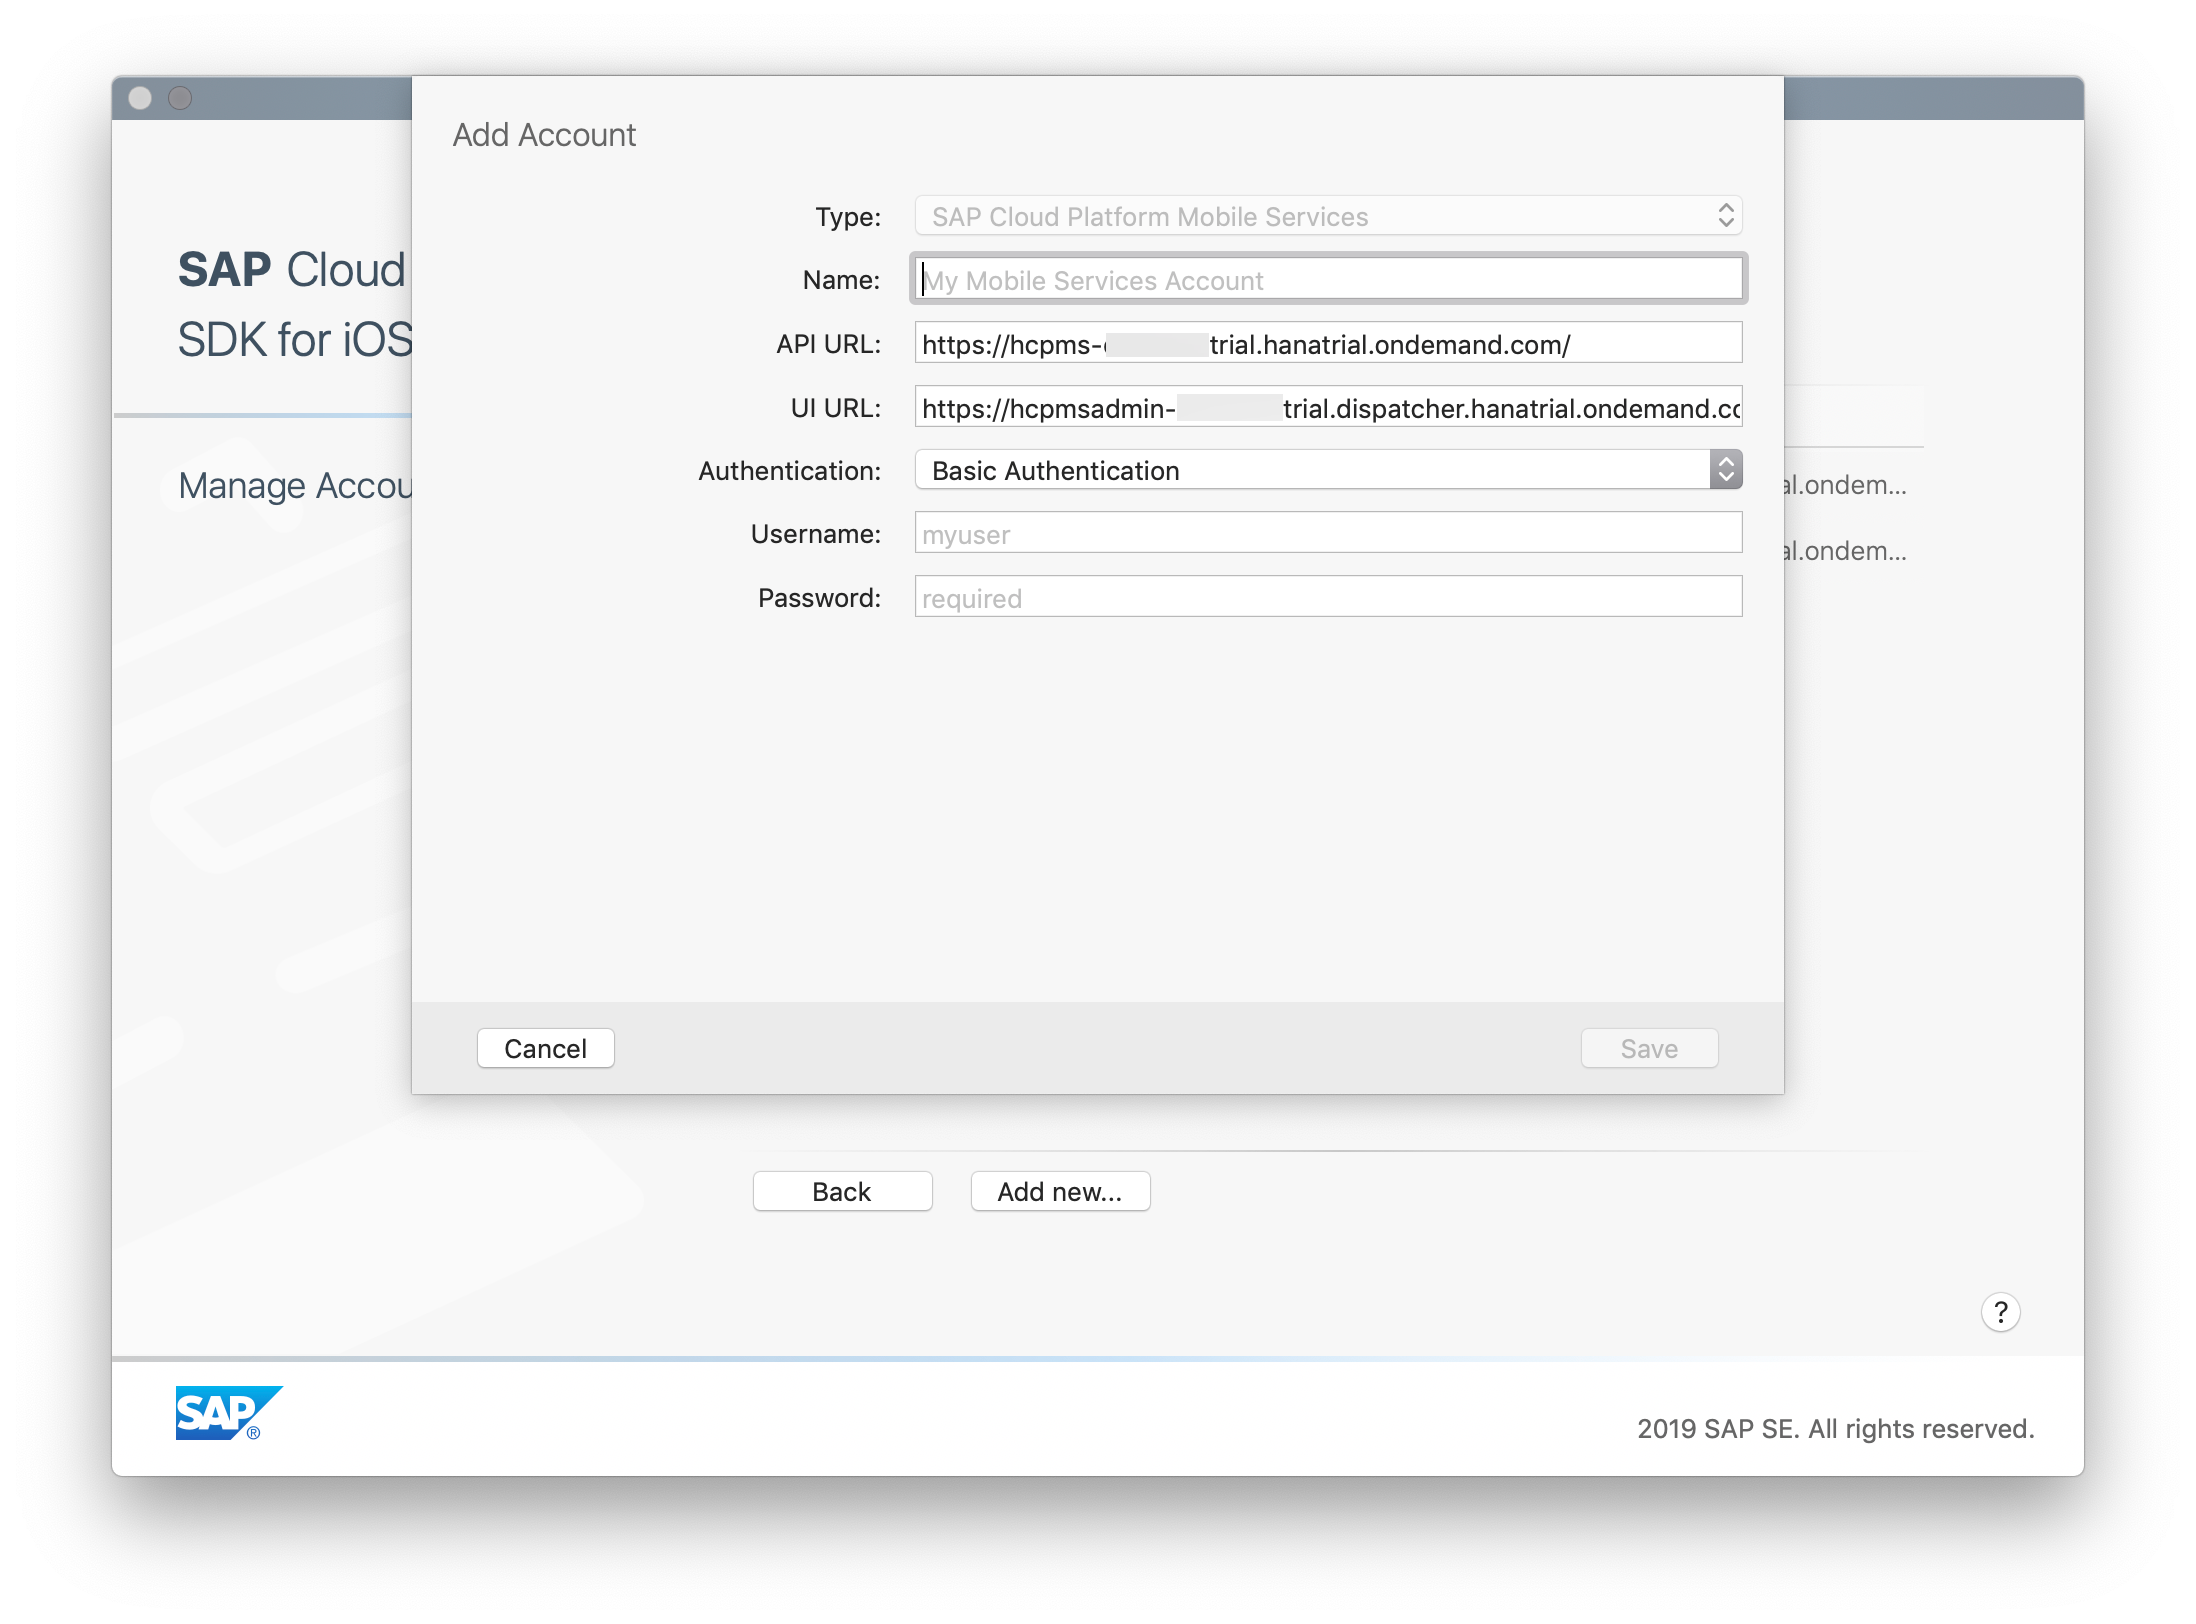 Add Account
SAP Cloud
SDK for iOS
Manage Accou
Type: SAP Cloud Platform Mobile Services
Name: My Mobile Services Account
API URL: https://hcpms- trial.hanatrial.ondemand.com/
UI URL: https://hcpmsadmin- trial.dispatcher.hanatrial.ondemand.co
Authentication: Basic Authentication
al.ondem...
Username: myuser
al.ondem...
Password: required
Cancel Save
Back Add new...
?
SAP®
2019 SAP SE. All rights reserved.